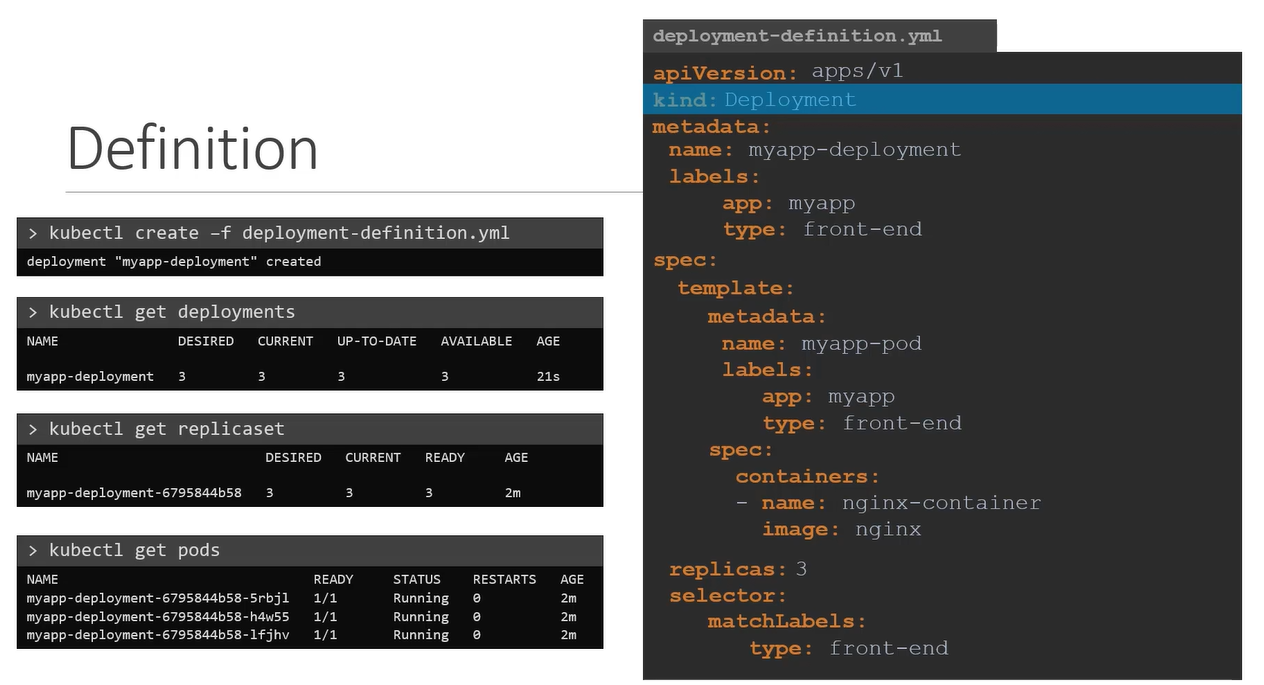 Definition
> kubectl create –f deployment-definition.yml
deployment "myapp-deployment" created
> kubectl get deployments
NAME DESIRED CURRENT UP-TO-DATE AVAILABLE AGE
myapp-deployment 3 3 3 3 21s
> kubectl get replicaset
NAME DESIRED CURRENT READY AGE
myapp-deployment-6795844b58 3 3 3 2m
> kubectl get pods
NAME READY STATUS RESTARTS AGE
myapp-deployment-6795844b58-5rbjl 1/1 Running 0 2m
myapp-deployment-6795844b58-h4w55 1/1 Running 0 2m
myapp-deployment-6795844b58-lfjhv 1/1 Running 0 2m
deployment-definition.yml
apiVersion: apps/v1
kind: Deployment
metadata:
name: myapp-deployment
labels:
app: myapp
type: front-end
spec:
template:
metadata:
name: myapp-pod
labels:
app: myapp
type: front-end
spec:
containers:
- name: nginx-container
image: nginx
replicas: 3
selector:
matchLabels:
type: front-end